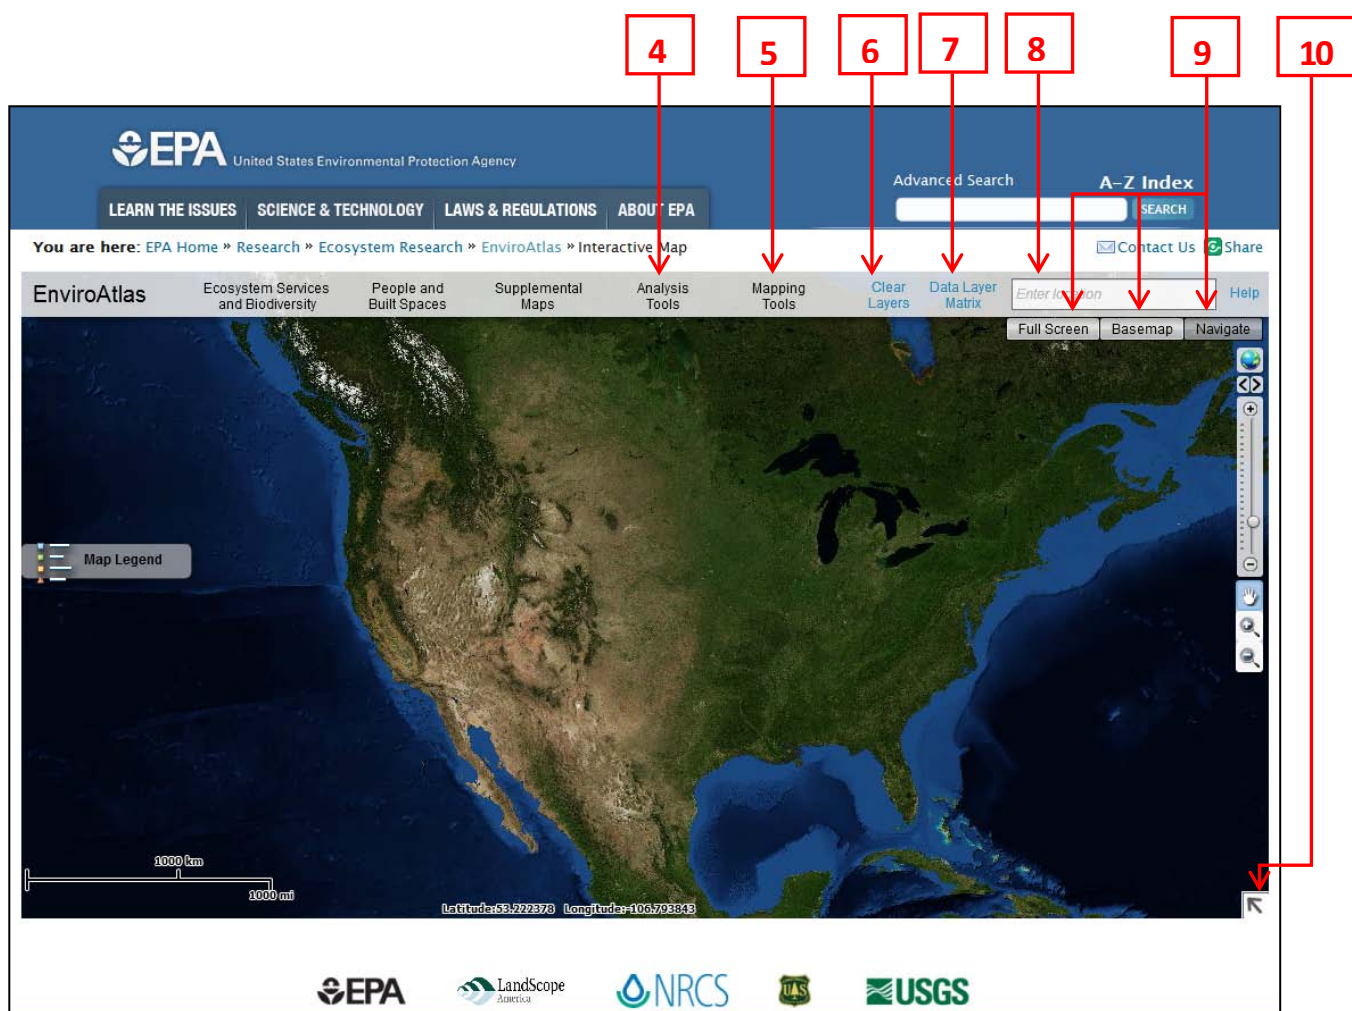 4 5 6 7 8 9 10
EPA United States Environmental Protection Agency
Advanced Search A-Z Index
LEARN THE ISSUES SCIENCE & TECHNOLOGY LAWS & REGULATIONS ABOUT EPA
SEARCH
You are here: EPA Home » Research » Ecosystem Research » EnviroAtlas » Interactive Map
Contact Us Share
EnviroAtlas
Ecosystem Services
and Biodiversity
People and
Built Spaces
Supplemental
Maps
Analysis
Tools
Mapping
Tools
Clear
Layers
Data Layer
Matrix
Enter location
Help
Full Screen Basemap Navigate
Map Legend
1000 km
1000 mi
Latitude:53.222378 Longitude:-106.793843
EPA
LandScope
America
NRCS
UAS
USGS